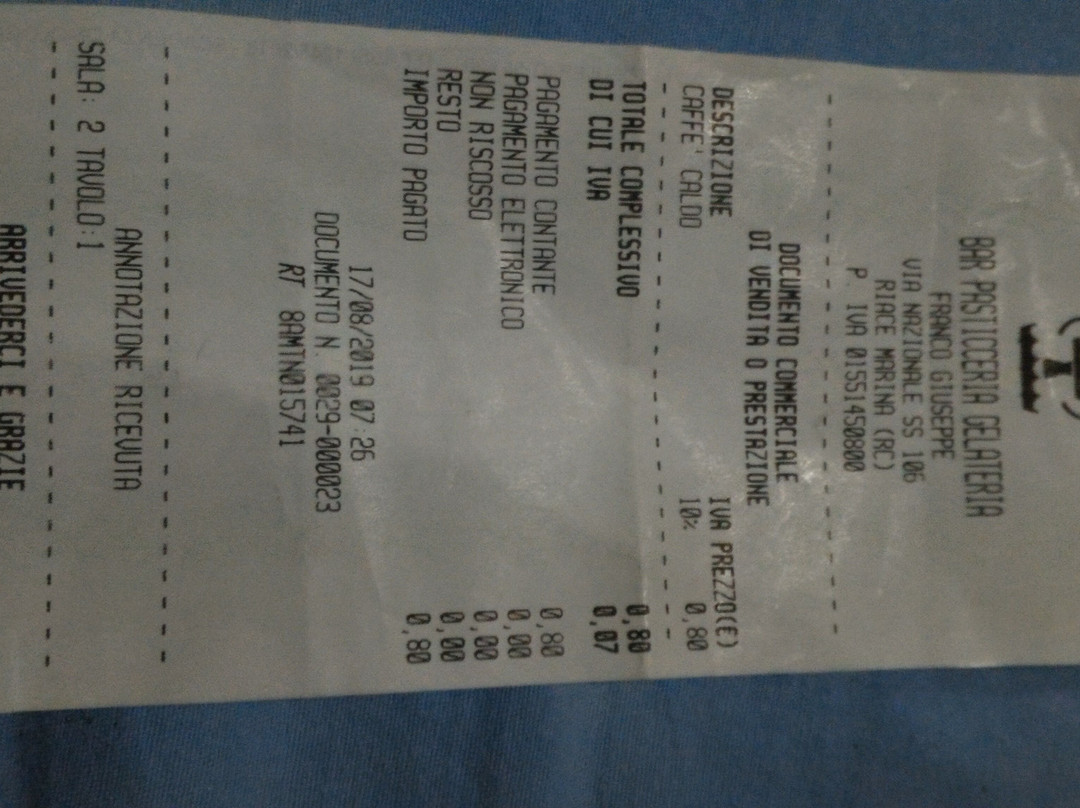 BAR PASTICCERIA GELATERIA
FRANCO GIUSEPPE
VIA NAZIONALE SS 106
RIACE MARINA (RC)
P. IVA 01551450800
DOCUMENTO COMMERCIALE
DI VENDITA O PRESTAZIONE
DESCRIZIONE IVA PREZZO(€)
CAFFE' CALDO 10% 0,80
TOTALE COMPLESSIVO 0,80
DI CUI IVA 0,07
PAGAMENTO CONTANTE 0,80
PAGAMENTO ELETTRONICO 0,00
NON RISCOSSO 0,00
RESTO 0,00
IMPORTO PAGATO 0,80
17/08/2019 07:26
DOCUMENTO N. 0029-000023
RT 8AMTN015741
ANNOTAZIONE RICEVUTA
SALA: 2 TAVOLO:1
ARRIVEDERCI E GRAZIE